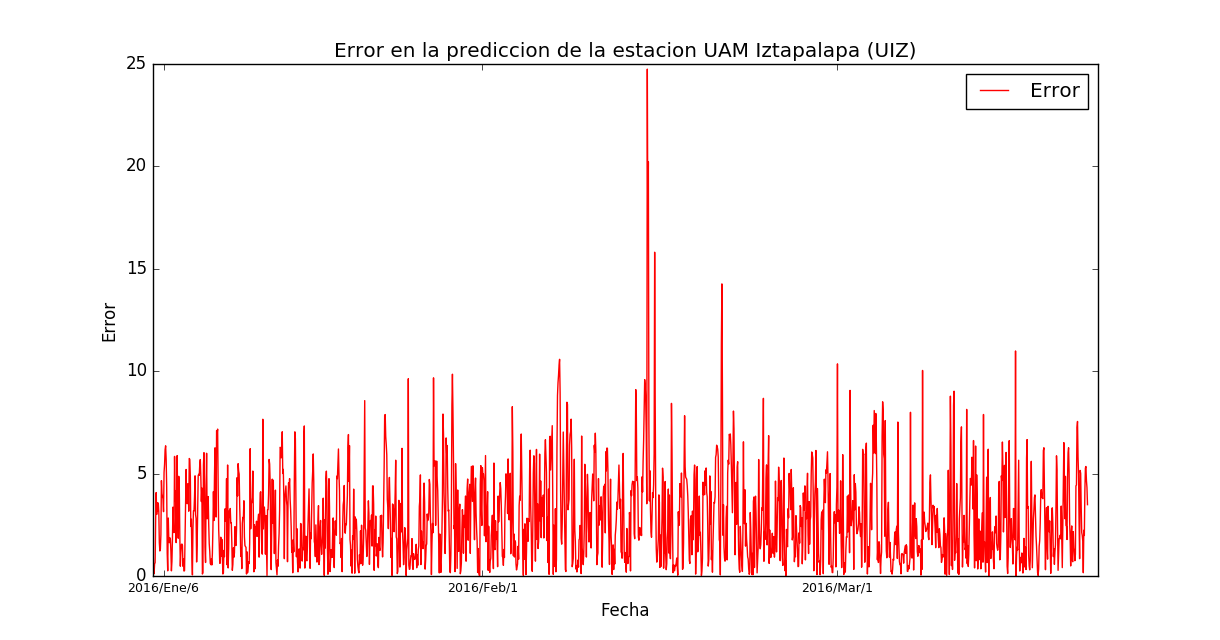 Error en la prediccion de la estacion UAM Iztapalapa (UIZ)
25
Error
20
15
10
5
0
Error
2016/Ene/6
2016/Feb/1
2016/Mar/1
Fecha